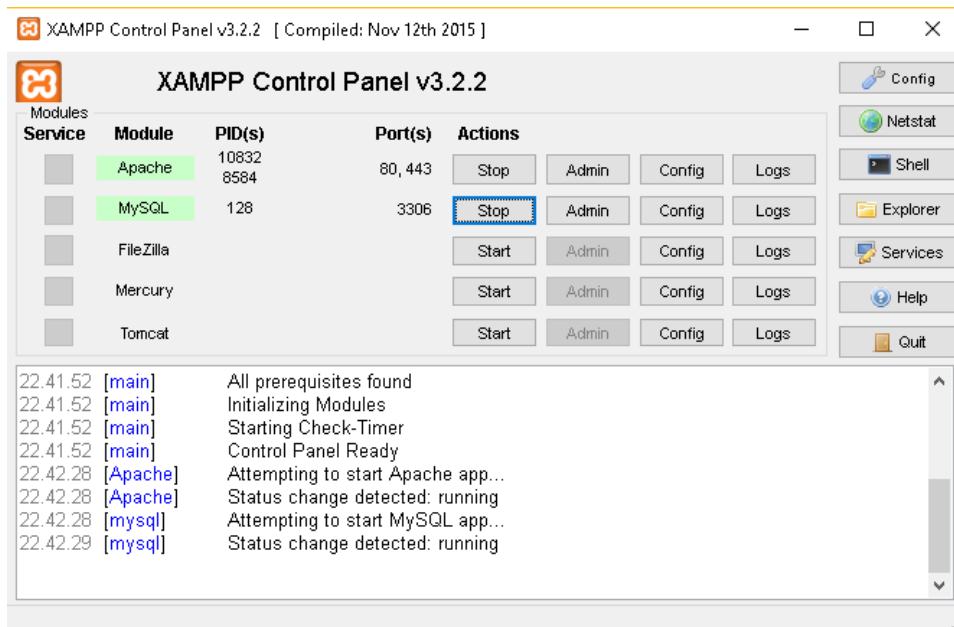 XAMPP Control Panel v3.2.2 [ Compiled: Nov 12th 2015 ]
XAMPP Control Panel v3.2.2
Config
Modules
Service Module PID(s) Port(s) Actions
Netstat
Apache 10832 80, 443 Stop Admin Config Logs
8584
Shell
MySQL 128 3306 Stop Admin Config Logs
Explorer
FileZilla Start Admin Config Logs
Services
Mercury Start Admin Config Logs
Help
Tomcat Start Admin Config Logs
Quit
22.41.52 [main] All prerequisites found
22.41.52 [main] Initializing Modules
22.41.52 [main] Starting Check-Timer
22.41.52 [main] Control Panel Ready
22.42.28 [Apache] Attempting to start Apache app...
22.42.28 [Apache] Status change detected: running
22.42.28 [mysql] Attempting to start MySQL app...
22.42.29 [mysql] Status change detected: running